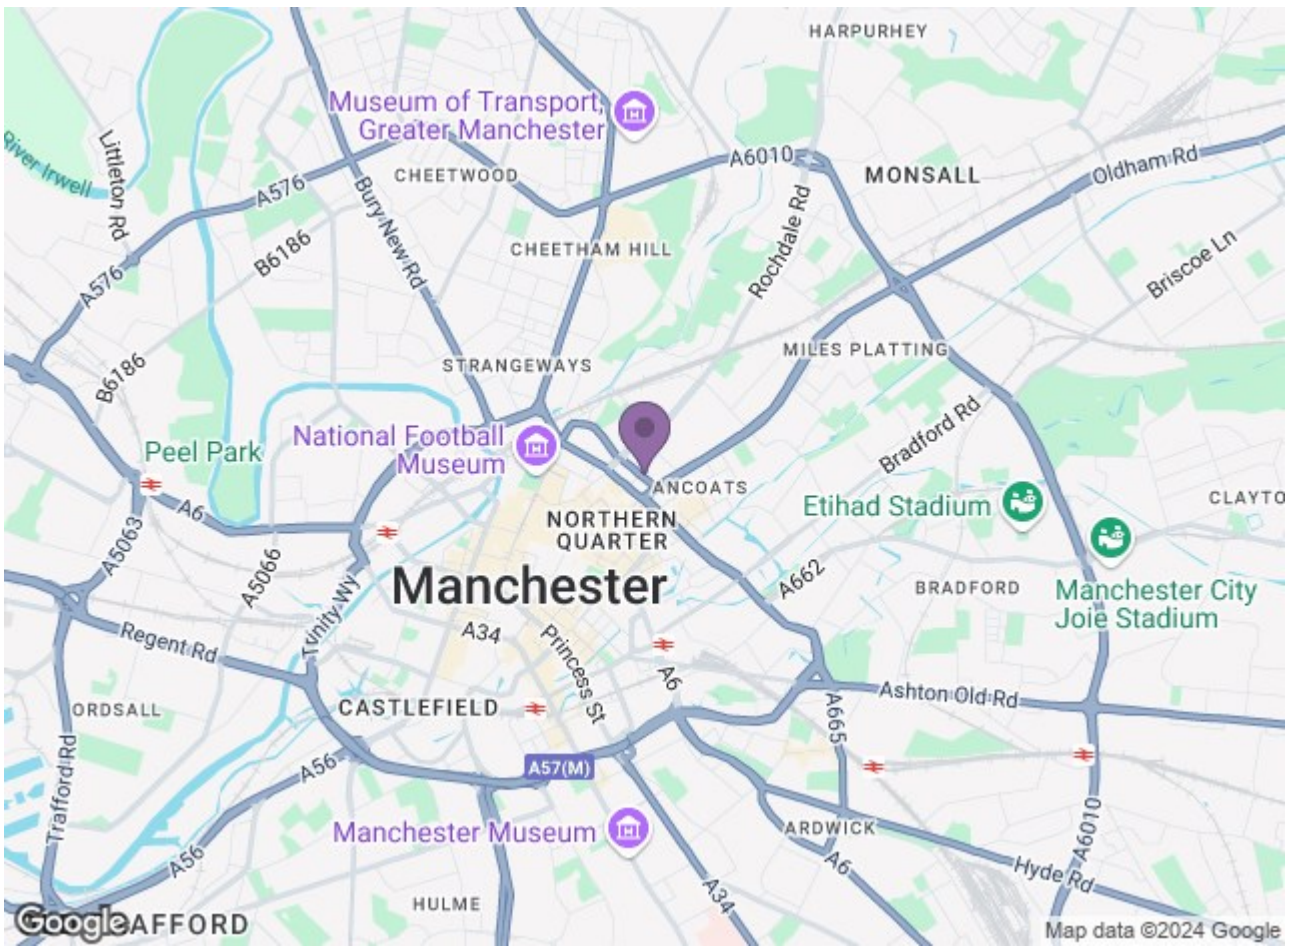 HARPURHEY
Museum of Transport,
Greater Manchester
River Irwell
Littleton Rd
A576
CHEETWOOD
A6010
MONSALL
Oldham Rd
Bury New Rd
B6186
CHEETHAM HILL
Rochdale Rd
Briscoe Ln
A576
STRANGEWAYS
MILES PLATTING
B6186
National Football
Museum
Peel Park
Bradford Rd
ANCOATS
A6
Etihad Stadium
CLAYTO
NORTHERN
QUARTER
A5063
A5066
Manchester
A662
BRADFORD
Manchester City
Joie Stadium
Trinity Wy
Regent Rd
A34
Princess St
A6
Ashton Old Rd
ORDSALL
CASTLEFIELD
A665
A56
A57(M)
Trafford Rd
Manchester Museum
ARDWICK
A6010
A56
A6
Hyde Rd
HULME
A34
Google
AFFORD
Map data ©2024 Google